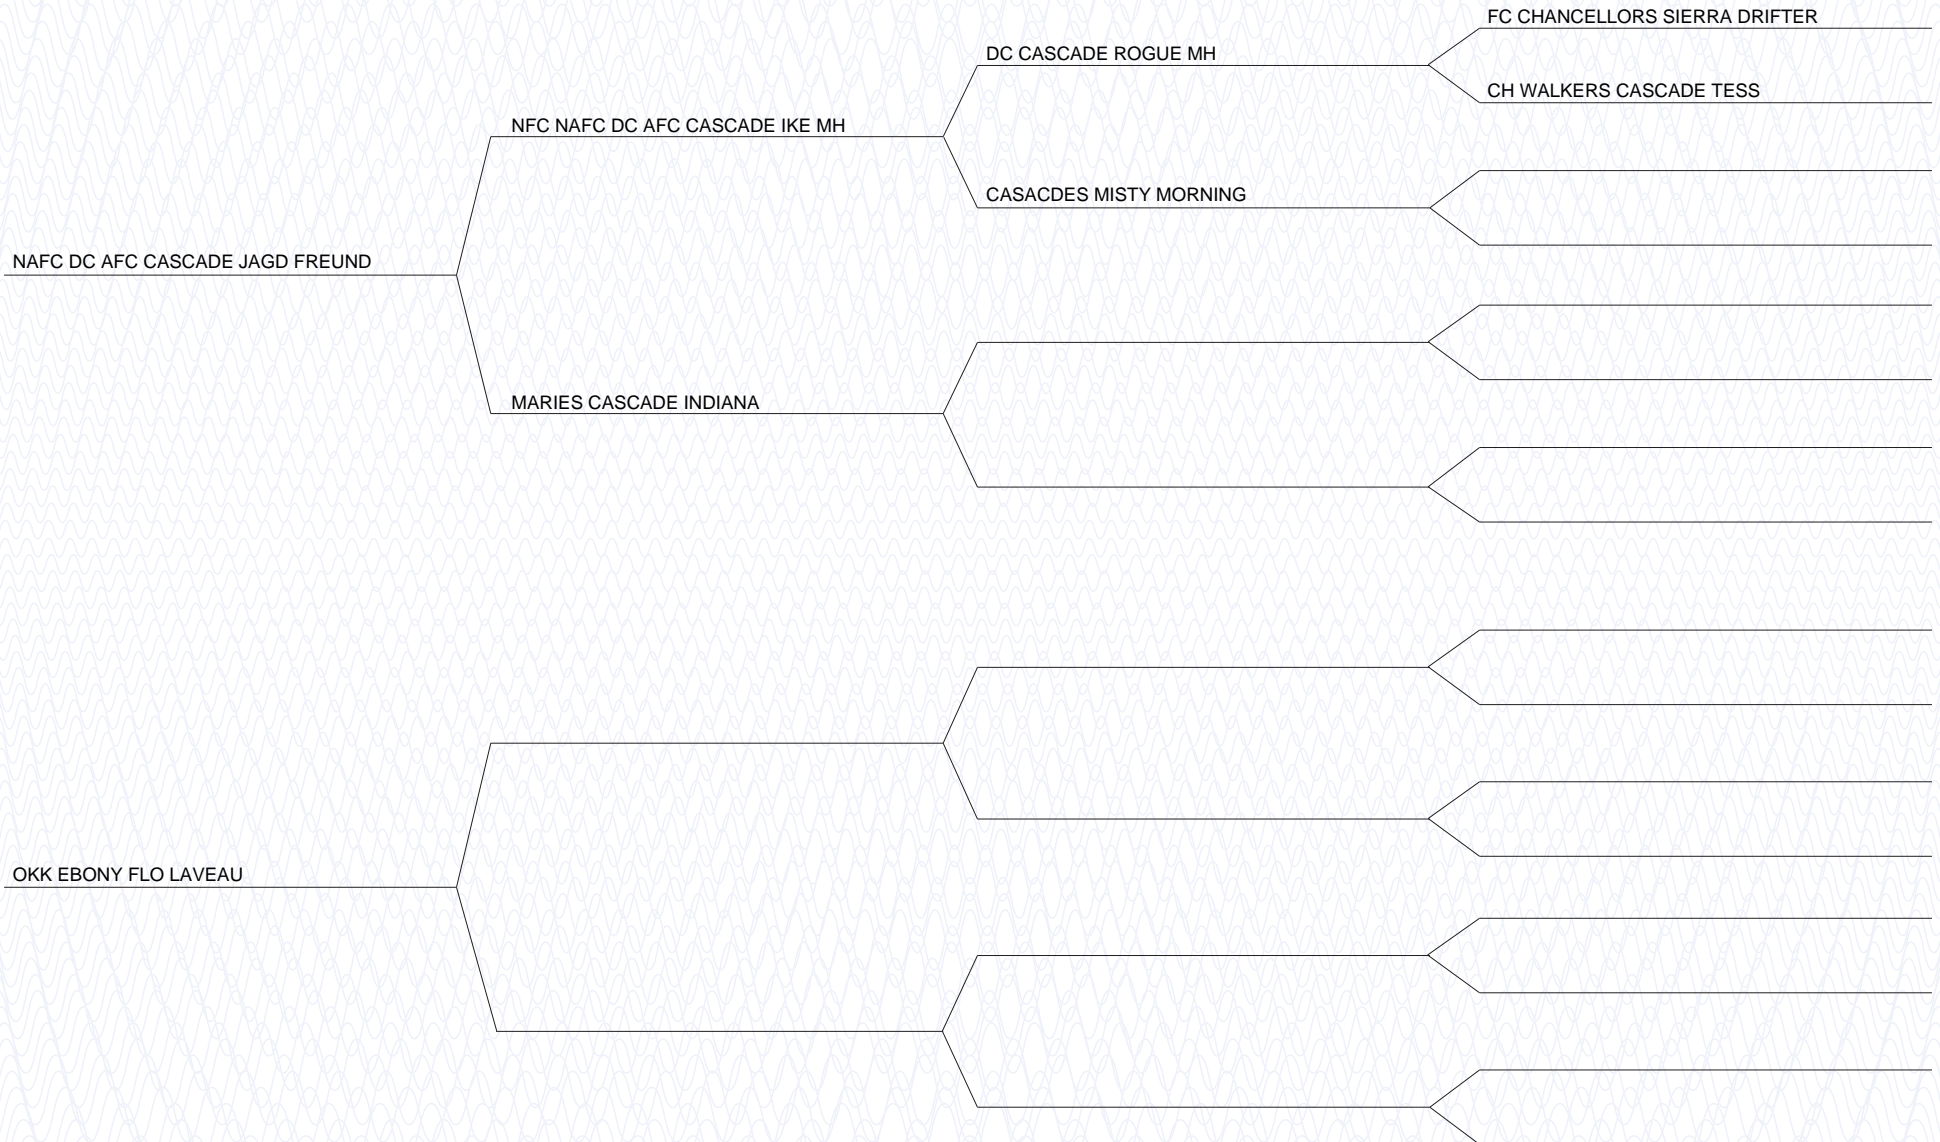 FC CHANCELLORS SIERRA DRIFTER
DC CASCADE ROGUE MH
CH WALKERS CASCADE TESS
NFC NAFC DC AFC CASCADE IKE MH
CASACDES MISTY MORNING
NAFC DC AFC CASCADE JAGD FREUND
MARIES CASCADE INDIANA
OKK EBONY FLO LAVEAU